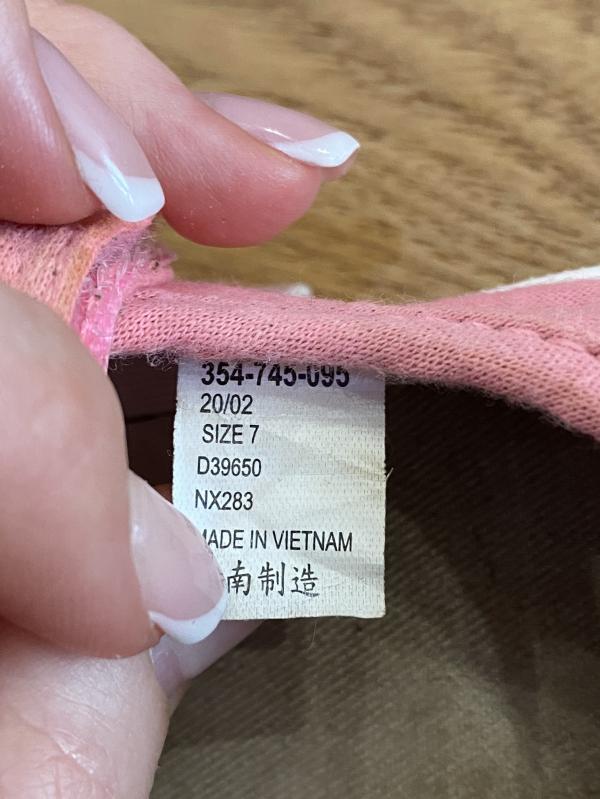 354-745-095
20/02
SIZE 7
D39650
NX283
MADE IN VIETNAM
南制造